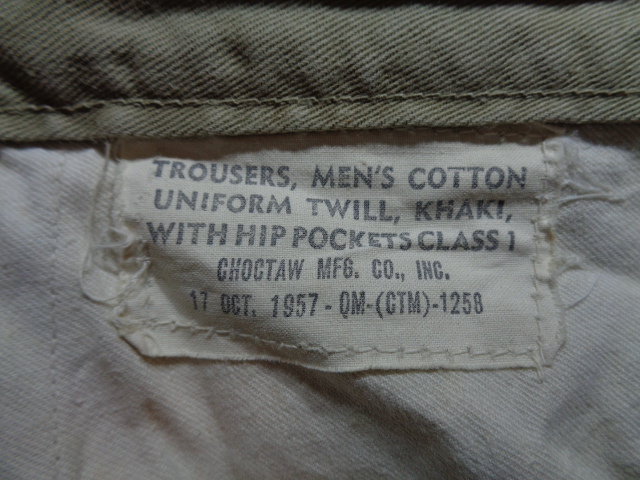 TROUSERS, MEN'S COTTON
UNIFORM TWILL, KHAKI,
WITH HIP POCKETS CLASS 1
CHOCTAW MFG. CO., INC.
17 OCT. 1957 - QM-(CTM)-1258